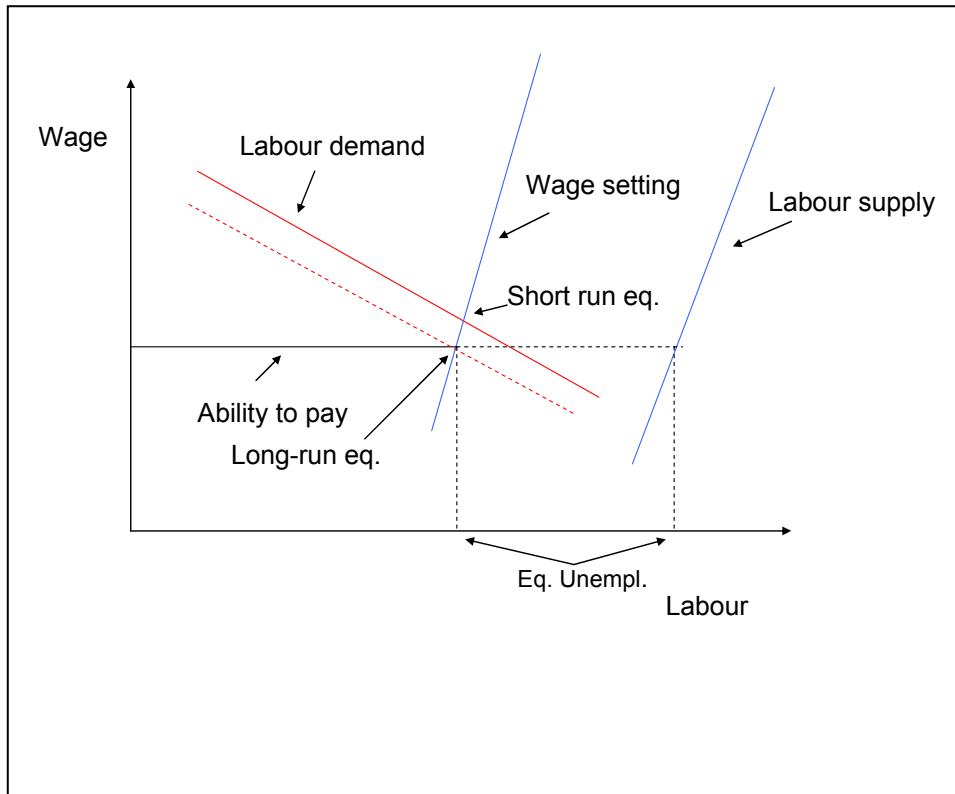 Wage
Labour demand
Wage setting
Labour supply
Short run eq.
Ability to pay
Long-run eq.
Eq. Unempl.
Labour